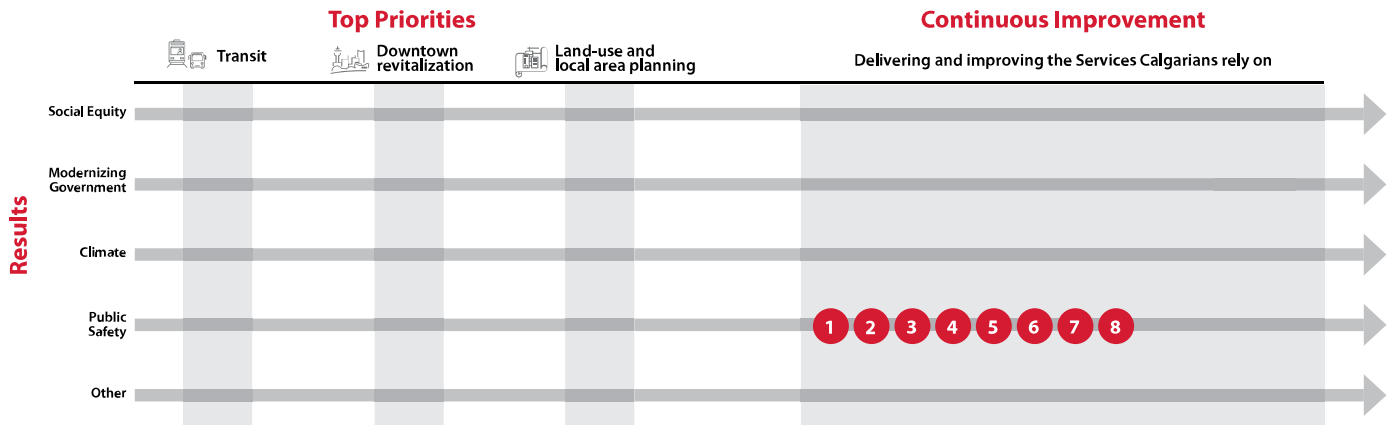 Top Priorities
Continuous Improvement
Transit
Downtown
revitalization
Land-use and
local area planning
Delivering and improving the Services Calgarians rely on
Results
Social Equity
Modernizing
Government
Climate
Public
Safety
1 2 3 4 5 6 7 8
Other